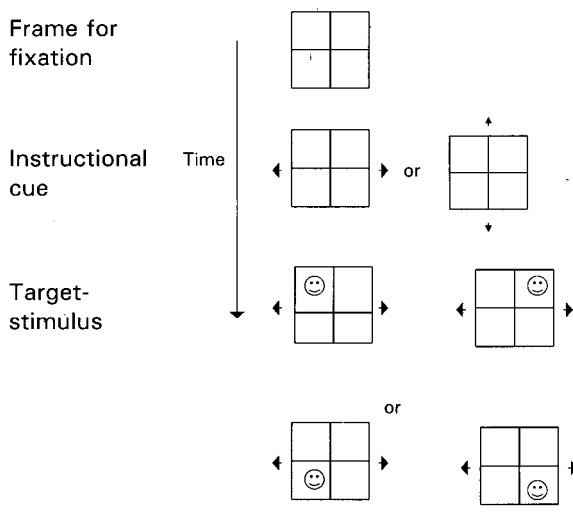 Frame for
fixation
Instructional
cue
Time
or
Target-
stimulus
or